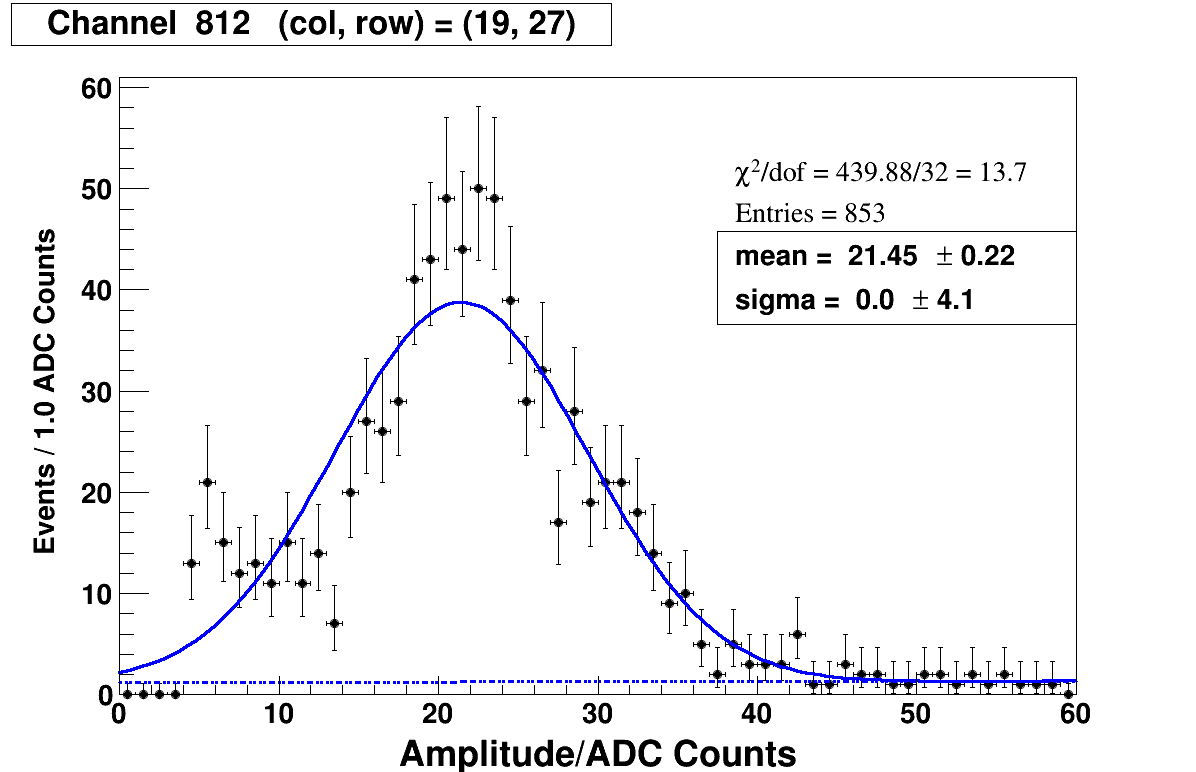 Channel 812 (col, row) = (19, 27)
60
50
40
30
20
10
0
Events / 1.0 ADC Counts
χ²/dof = 439.88/32 = 13.7
Entries = 853
mean = 21.45 ± 0.22
sigma = 0.0 ± 4.1
0 10 20 30 40 50 60
Amplitude/ADC Counts